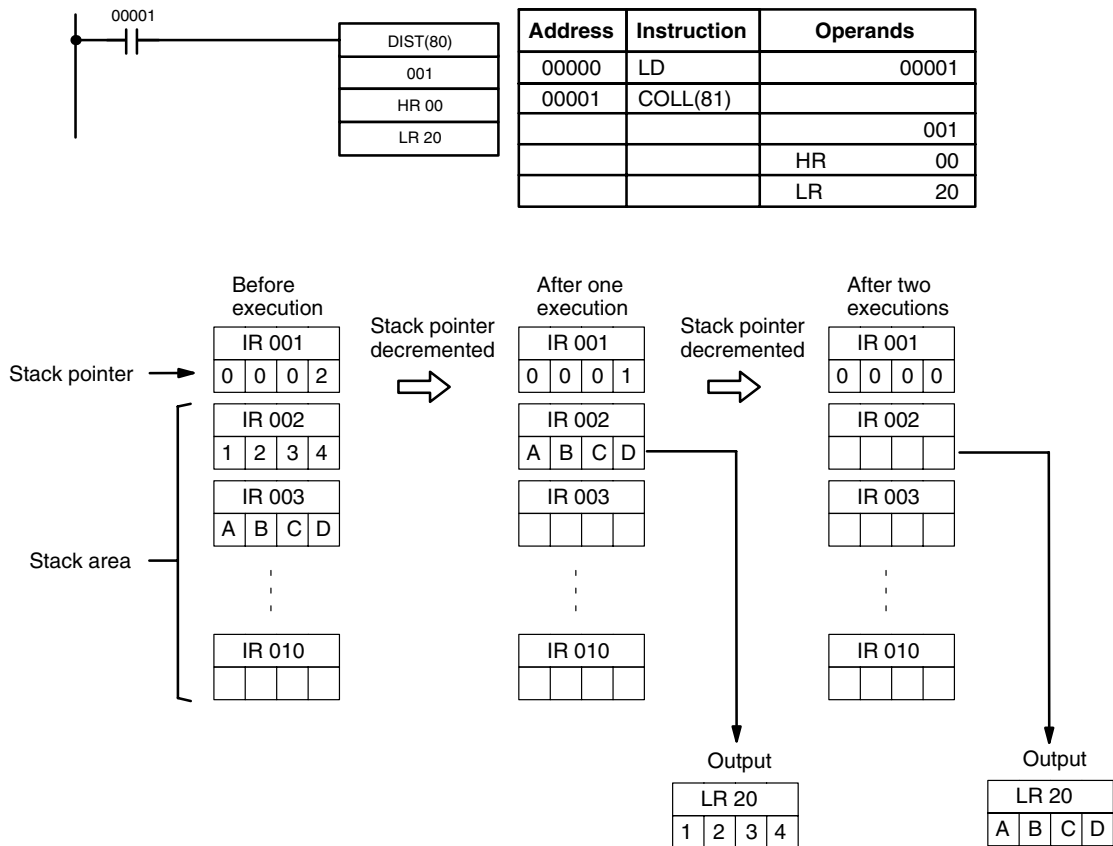 00001
DIST(80)
001
HR 00
LR 20
Address Instruction Operands
00000 LD 00001
00001 COLL(81)
001
HR 00
LR 20
Before execution
After one execution
After two executions
Stack pointer decremented
Stack pointer decremented
Stack pointer
IR 001
0 0 0 2
IR 001
0 0 0 1
IR 001
0 0 0 0
Stack area
IR 002
1 2 3 4
IR 002
A B C D
IR 002
IR 003
A B C D
IR 003
IR 003
IR 010
IR 010
IR 010
Output
LR 20
1 2 3 4
Output
LR 20
A B C D